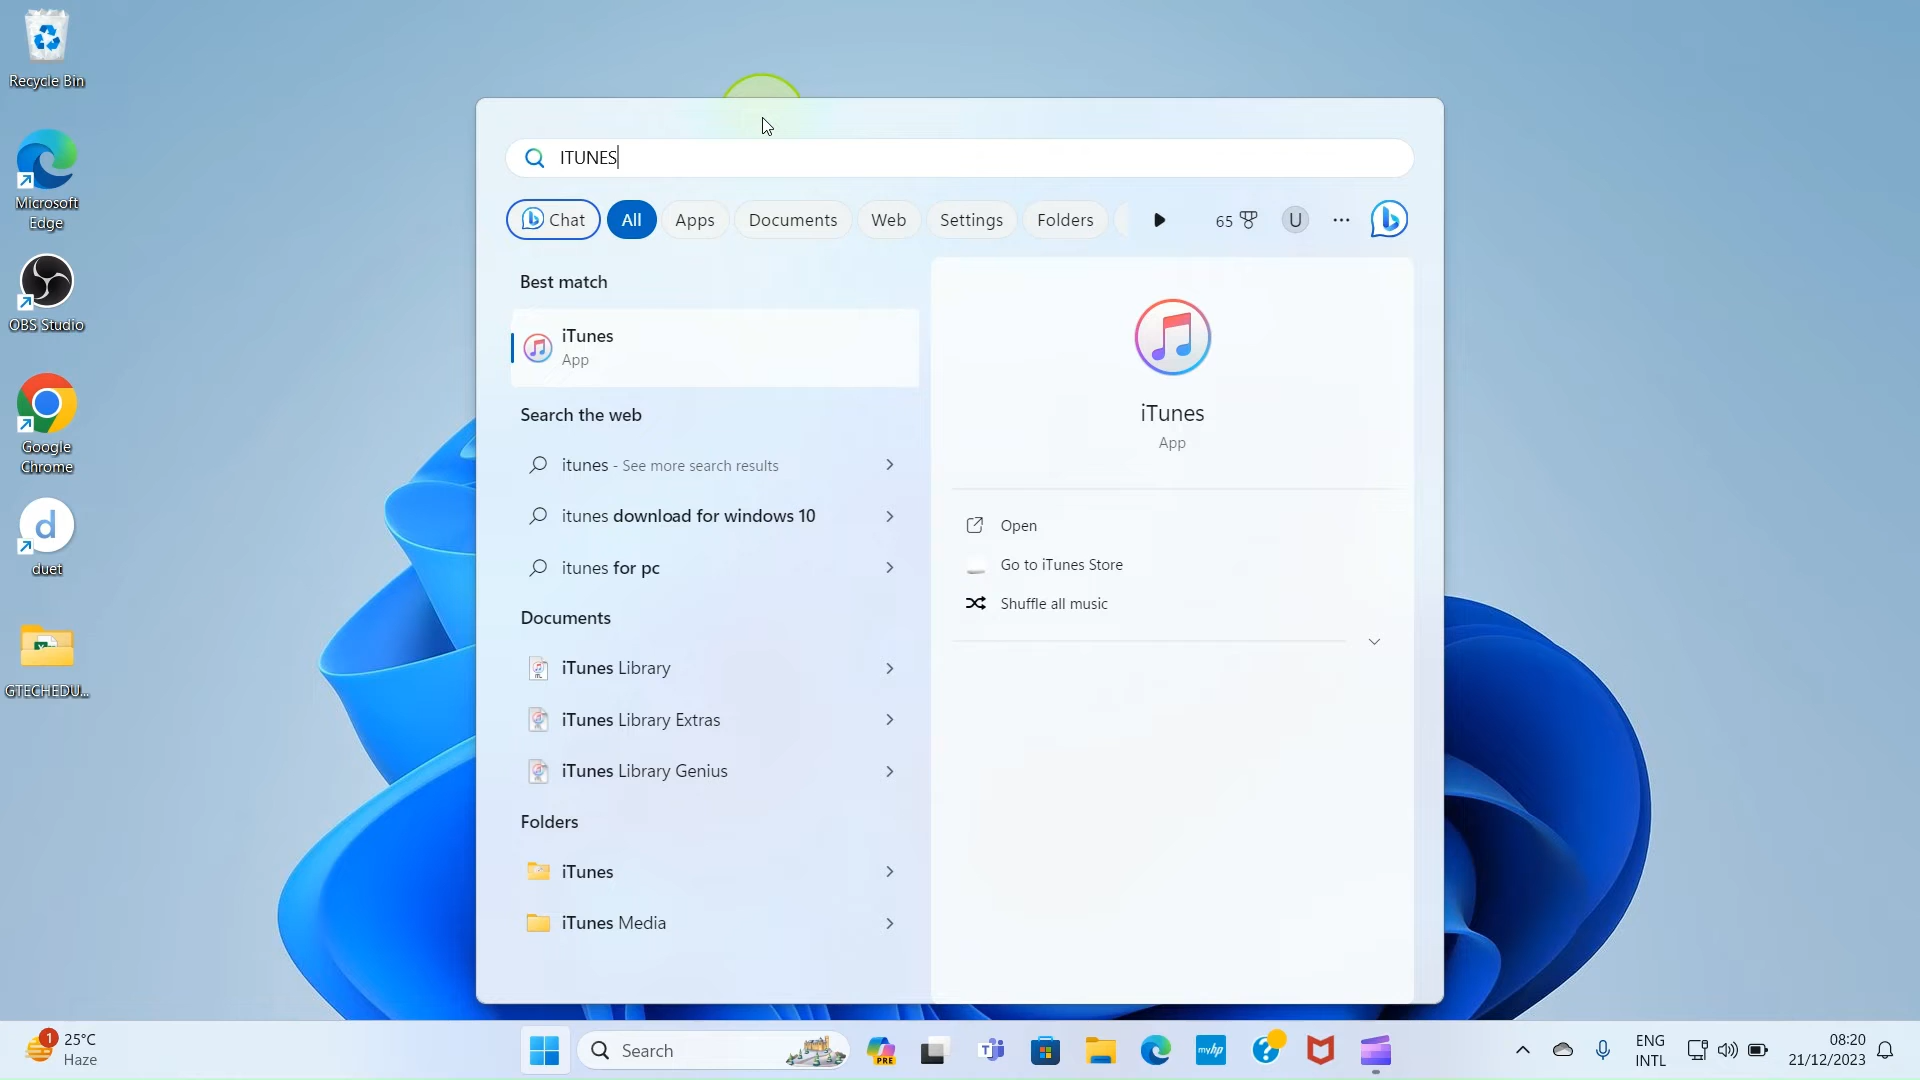 Recycle Bin
Microsoft
Edge
OBS Studio
Google
Chrome
d
duet
GTECHEDU...
ITUNES
Chat
All
Apps
Documents
Web
Settings
Folders
65
U
Best match
iTunes
App
Search the web
itunes - See more search results
itunes download for windows 10
itunes for pc
Documents
iTunes Library
iTunes Library Extras
iTunes Library Genius
Folders
iTunes
iTunes Media
iTunes
App
Open
Go to iTunes Store
Shuffle all music
1
25°C
Haze
Search
PRE
myhp
ENG
INTL
08:20
21/12/2023